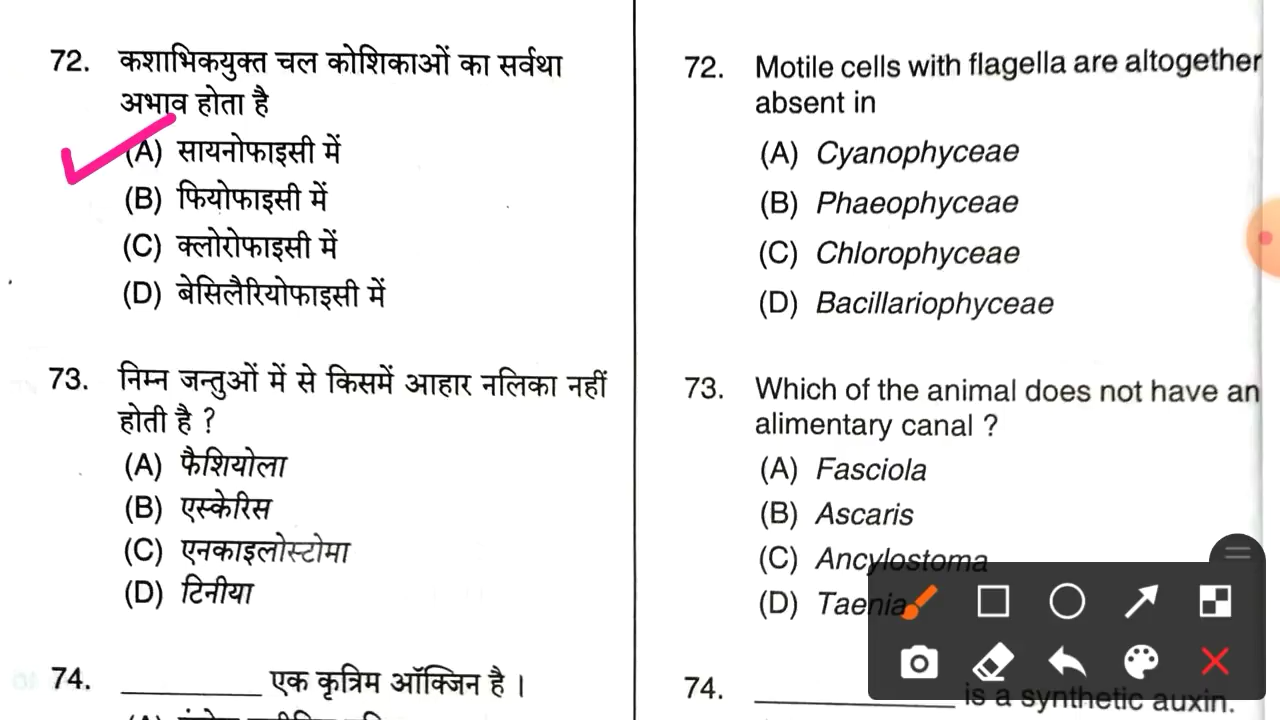 72. कशाभिकयुक्त चल कोशिकाओं का सर्वथा
अभाव होता है
(A) सायनोफाइसी में
(B) फियोफाइसी में
(C) क्लोरोफाइसी में
(D) बेसिलैरियोफाइसी में
73. निम्न जन्तुओं में से किसमें आहार नलिका नहीं
होती है ?
(A) फैशियोला
(B) एस्केरिस
(C) एनकाइलोस्टोमा
(D) टिनीया
74. ________ एक कृत्रिम ऑक्जिन है ।
72. Motile cells with flagella are altogether
absent in
(A) Cyanophyceae
(B) Phaeophyceae
(C) Chlorophyceae
(D) Bacillariophyceae
73. Which of the animal does not have an
alimentary canal ?
(A) Fasciola
(B) Ascaris
(C) Ancylostoma
(D) Taenia
74. ____________ is a synthetic auxin.